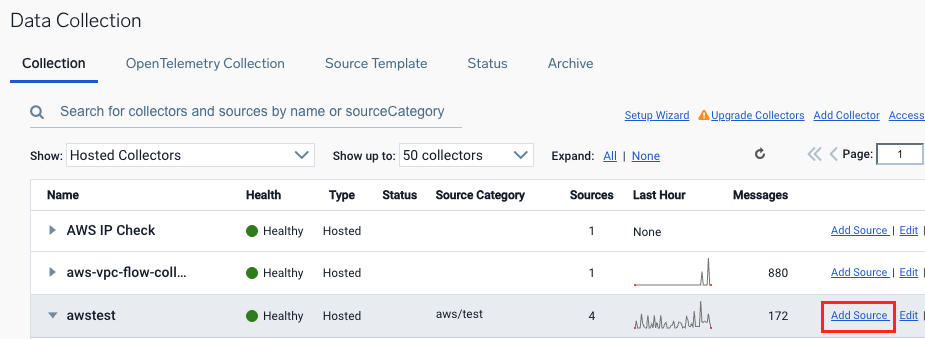 Data Collection
Collection OpenTelemetry Collection Source Template Status Archive
Search for collectors and sources by name or sourceCategory
Setup Wizard Upgrade Collectors Add Collector Access
Show: Hosted Collectors Show up to: 50 collectors Expand: All | None Page: 1
Name Health Type Status Source Category Sources Last Hour Messages
AWS IP Check Healthy Hosted 1 None Add Source | Edit |
aws-vpc-flow-coll... Healthy Hosted 1 880 Add Source | Edit |
awstest Healthy Hosted aws/test 4 172 Add Source Edit |